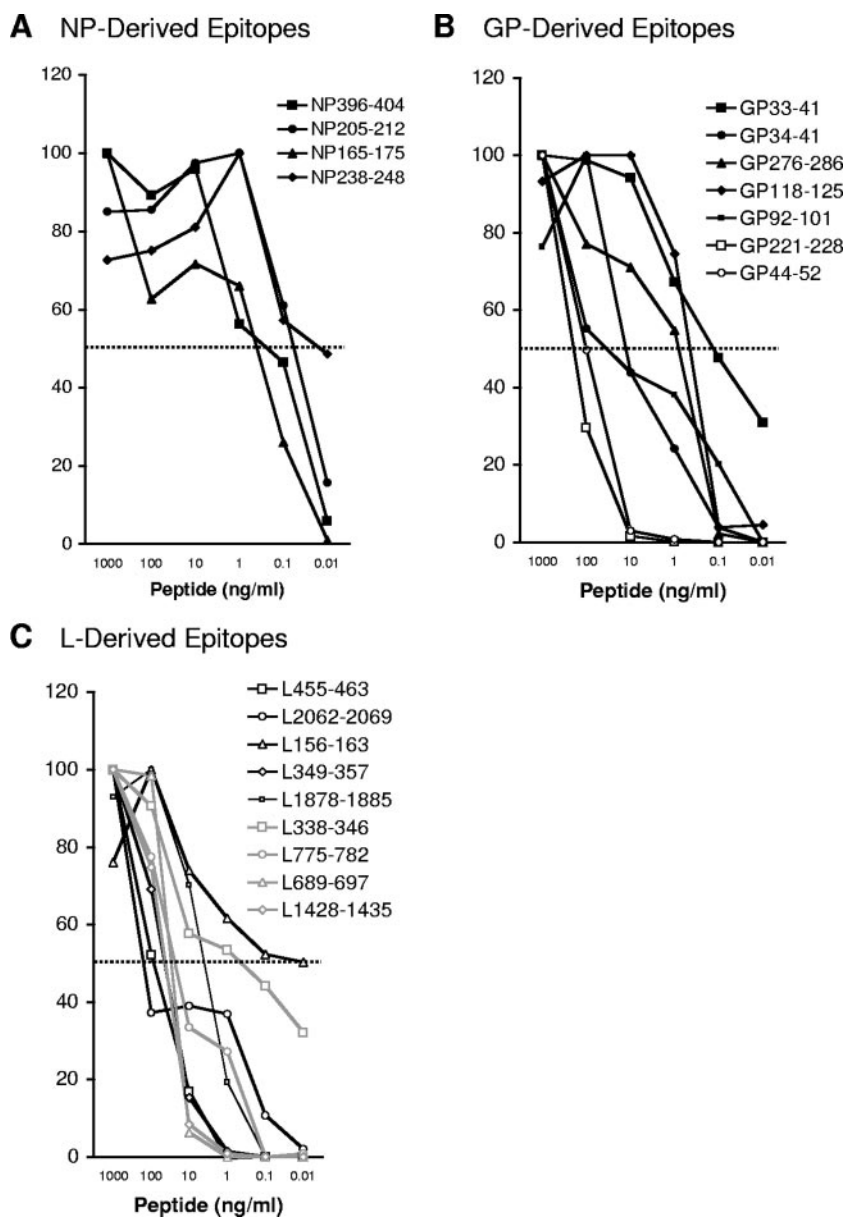 A NP-Derived Epitopes
120
100
80
60
40
20
0
NP396-404
NP205-212
NP165-175
NP238-248
1000 100 10 1 0.1 0.01
Peptide (ng/ml)
B GP-Derived Epitopes
120
100
80
60
40
20
0
GP33-41
GP34-41
GP276-286
GP118-125
GP92-101
GP221-228
GP44-52
1000 100 10 1 0.1 0.01
Peptide (ng/ml)
C L-Derived Epitopes
120
100
80
60
40
20
0
L455-463
L2062-2069
L156-163
L349-357
L1878-1885
L338-346
L775-782
L689-697
L1428-1435
1000 100 10 1 0.1 0.01
Peptide (ng/ml)